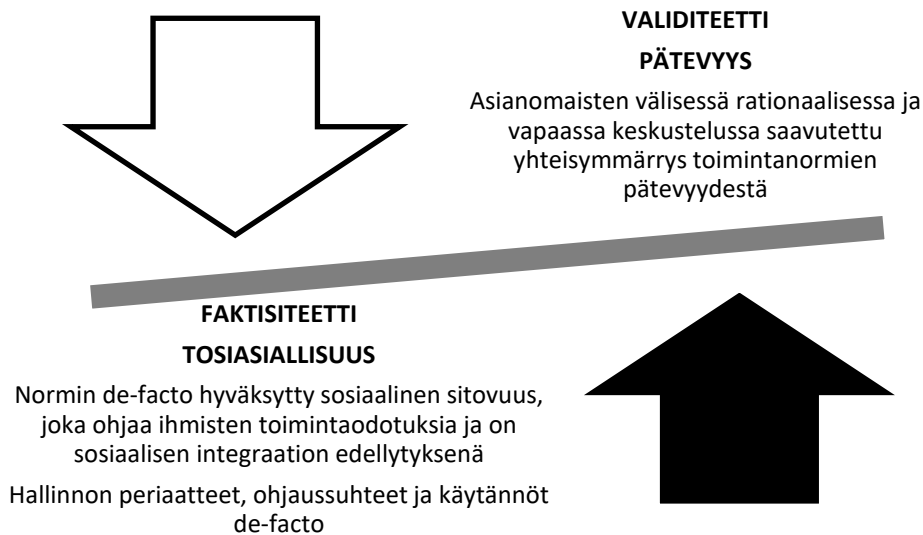 VALIDITEETTI
PÄTEVYYS
Asianomaisten välisessä rationaalisessa ja
vapaassa keskustelussa saavutettu
yhteisymmärrys toimintanormien
pätevyydestä
FAKTISITEETTI
TOSIASIALLISUUS
Normin de-facto hyväksytty sosiaalinen sitovuus,
joka ohjaa ihmisten toimintaodotuksia ja on
sosiaalisen integraation edellytyksenä
Hallinnon periaatteet, ohjaussuhteet ja käytännöt
de-facto